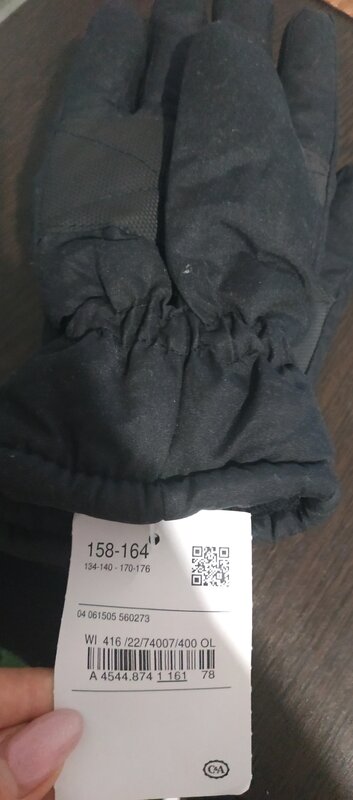 158-164
134-140 - 170-176
04 061505 560273
WI 416 /22/74007/400 OL
A 4544.874 1 161 78
C&A